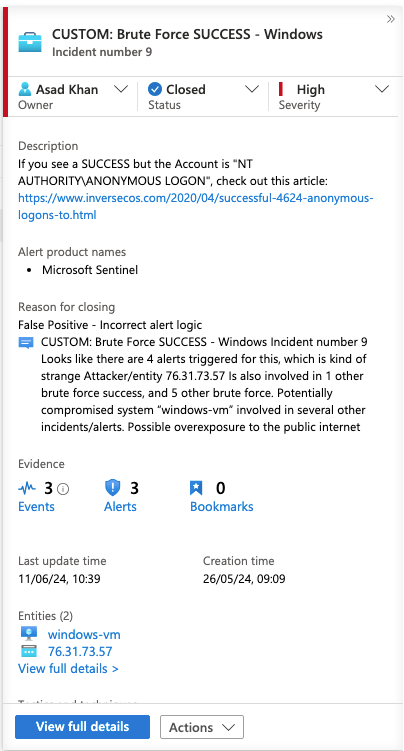 »
CUSTOM: Brute Force SUCCESS - Windows
Incident number 9
Asad Khan
Owner
Closed
Status
High
Severity
Description
If you see a SUCCESS but the Account is "NT
AUTHORITY\ANONYMOUS LOGON", check out this article:
https://www.inversecos.com/2020/04/successful-4624-anonymous-
logons-to.html
Alert product names
• Microsoft Sentinel
Reason for closing
False Positive - Incorrect alert logic
CUSTOM: Brute Force SUCCESS - Windows Incident number 9
Looks like there are 4 alerts triggered for this, which is kind of
strange Attacker/entity 76.31.73.57 Is also involved in 1 other
brute force success, and 5 other brute force. Potentially
compromised system “windows-vm” involved in several other
incidents/alerts. Possible overexposure to the public internet
Evidence
3 3 0
Events Alerts Bookmarks
Last update time Creation time
11/06/24, 10:39 26/05/24, 09:09
Entities (2)
windows-vm
76.31.73.57
View full details >
View full details Actions